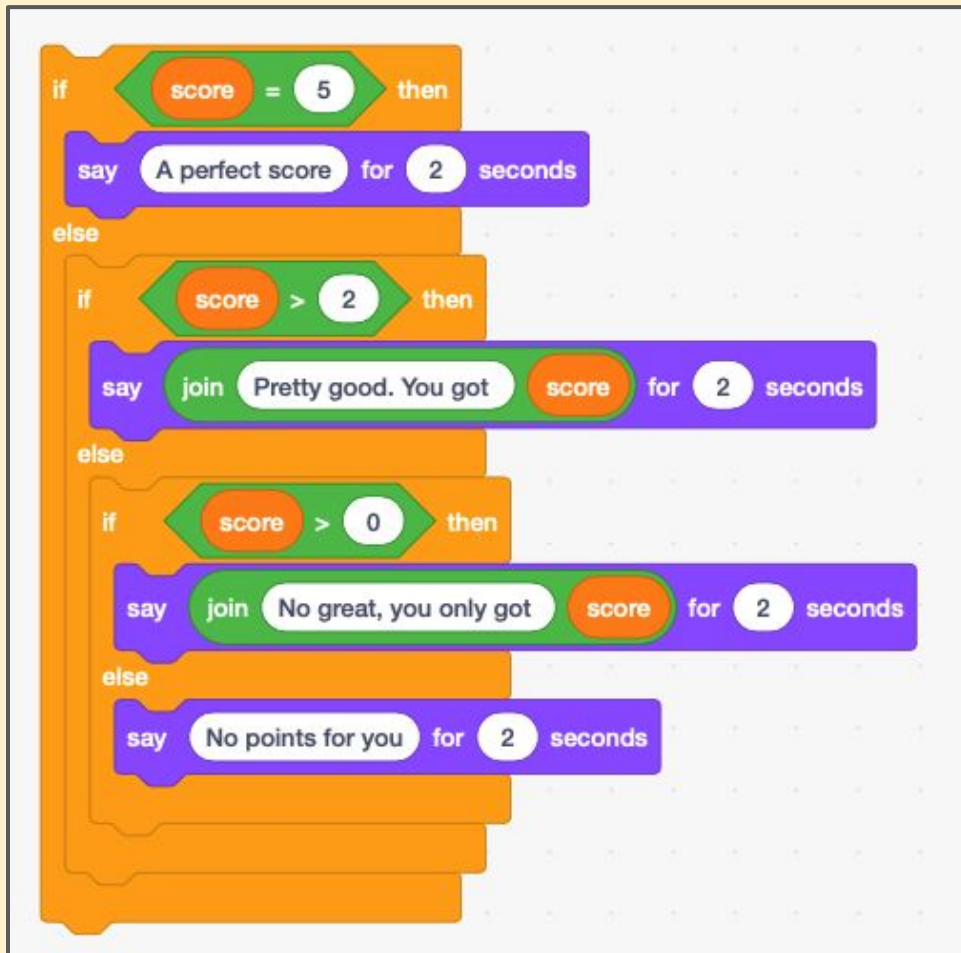 if score = 5 then
say A perfect score for 2 seconds
else
if score > 2 then
say join Pretty good. You got score for 2 seconds
else
if score > 0 then
say join No great, you only got score for 2 seconds
else
say No points for you for 2 seconds